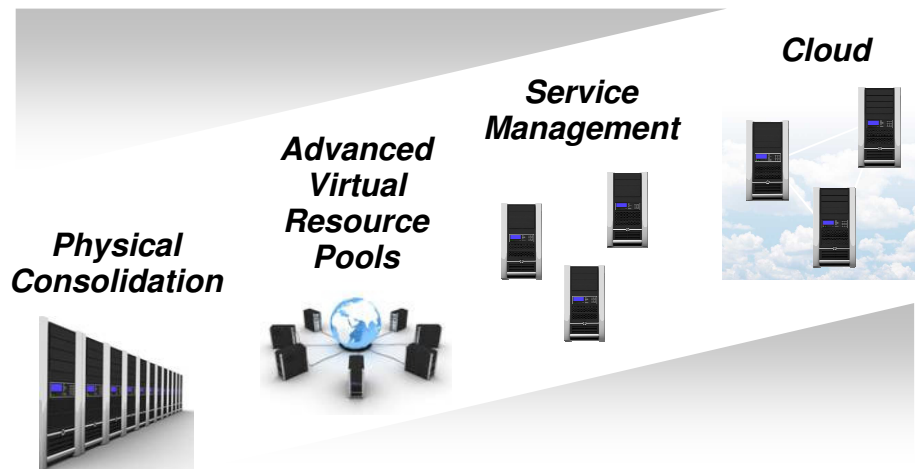 Physical
Consolidation
Advanced
Virtual
Resource
Pools
Service
Management
Cloud